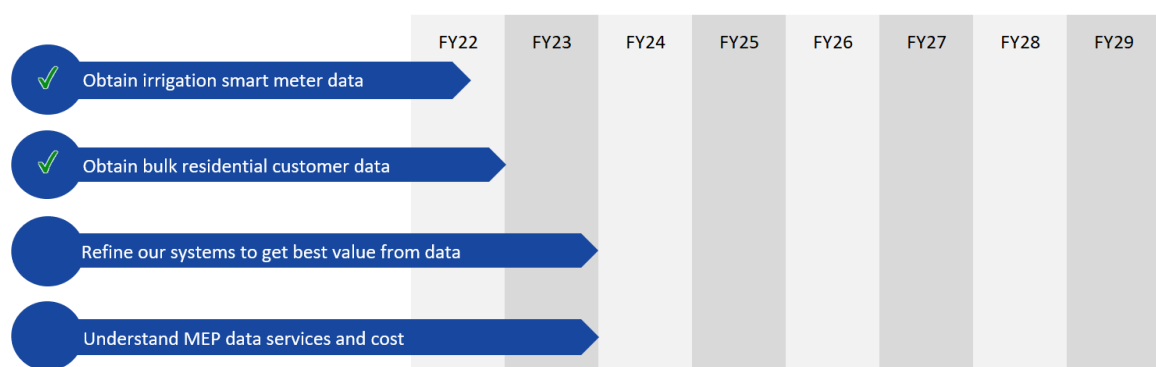 FY22 FY23 FY24 FY25 FY26 FY27 FY28 FY29
Obtain irrigation smart meter data
Obtain bulk residential customer data
Refine our systems to get best value from data
Understand MEP data services and cost